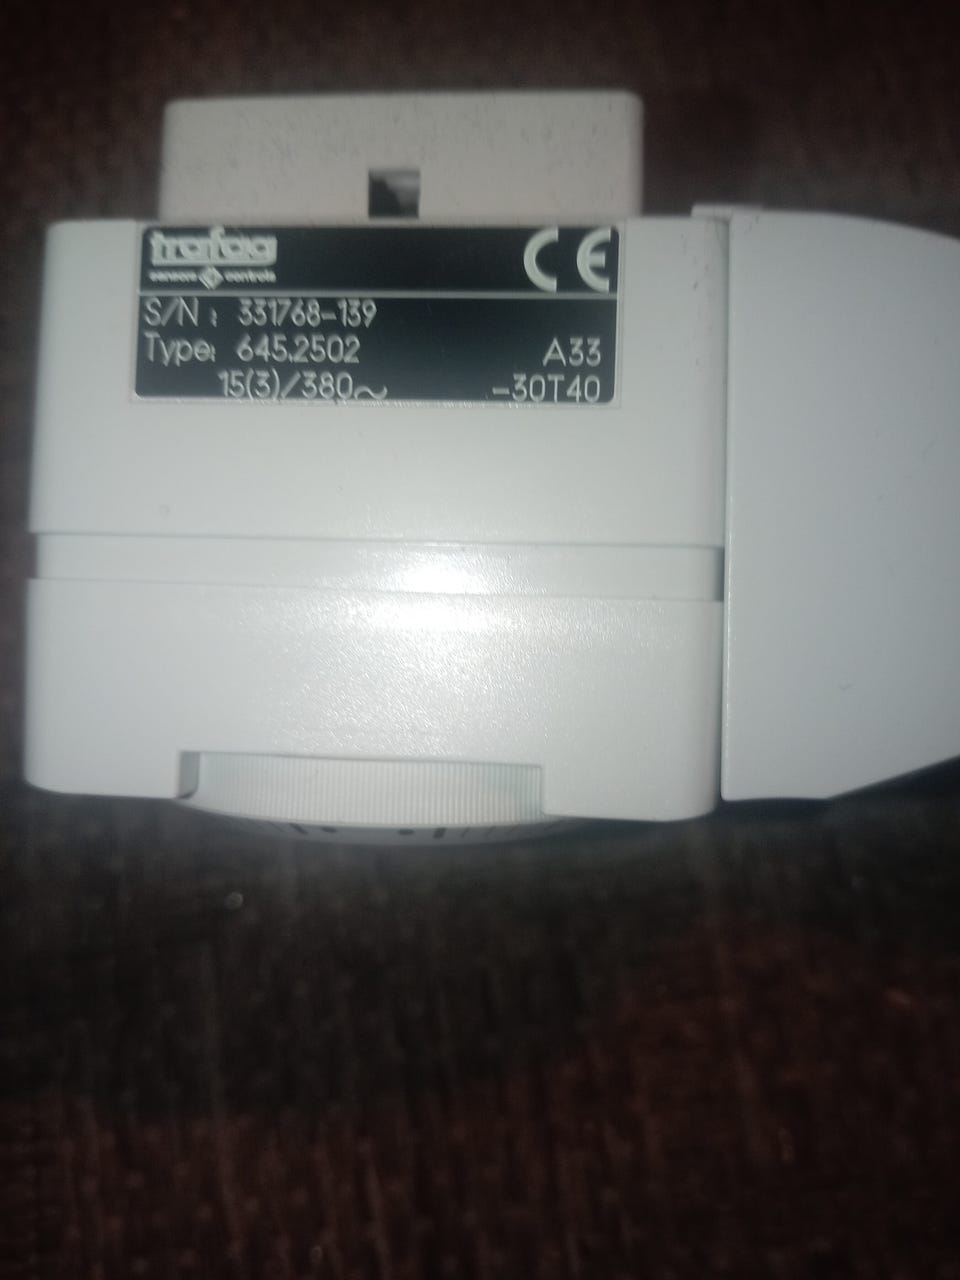 trafag
sensors controls
CE
S/N : 331768-139
Type: 645.2502 A33
15(3)/380~ -30T40